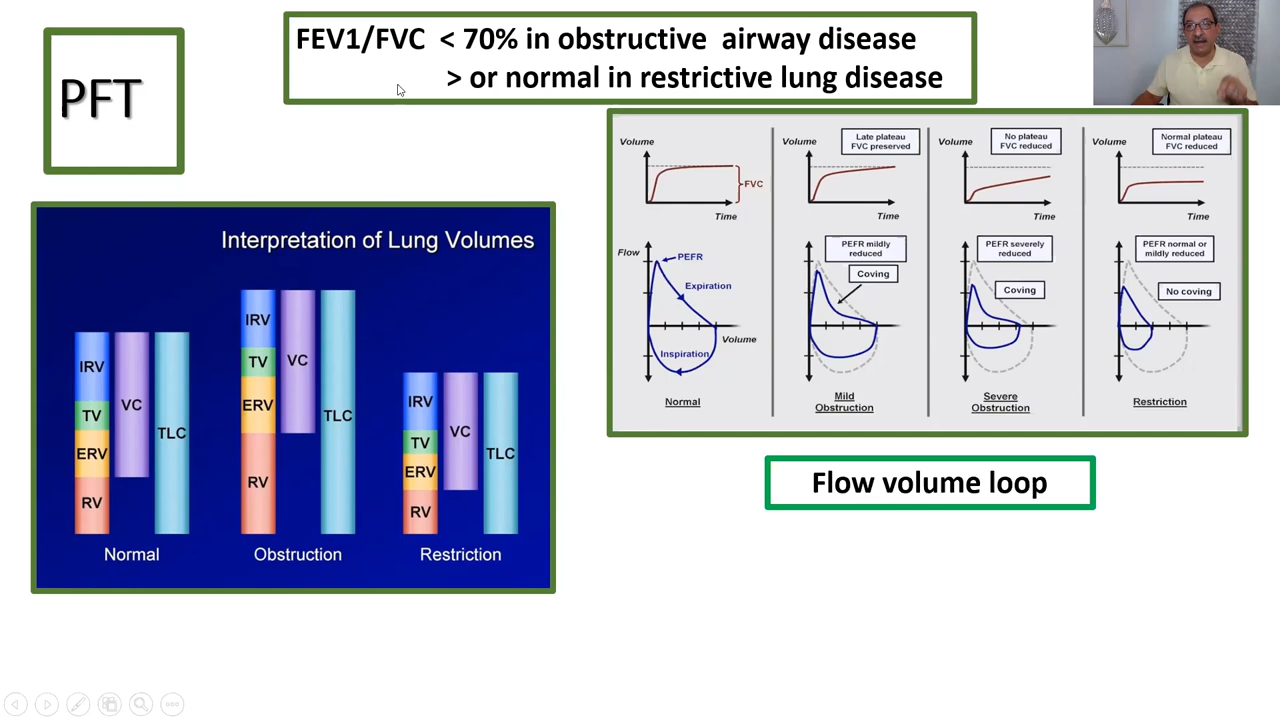 PFT
FEV1/FVC < 70% in obstructive airway disease
> or normal in restrictive lung disease
Interpretation of Lung Volumes
IRV
TV
ERV
RV
VC
TLC
Normal
IRV
TV
ERV
RV
VC
TLC
Obstruction
IRV
TV
ERV
RV
VC
TLC
Restriction
Volume
FVC
Time
Flow
PEFR
Expiration
Volume
Inspiration
Normal
Late plateau
FVC preserved
Volume
Time
PEFR mildly
reduced
Coving
Mild
Obstruction
No plateau
FVC reduced
Volume
Time
PEFR severely
reduced
Coving
Severe
Obstruction
Normal plateau
FVC reduced
Volume
Time
PEFR normal or
mildly reduced
No coving
Restriction
Flow volume loop